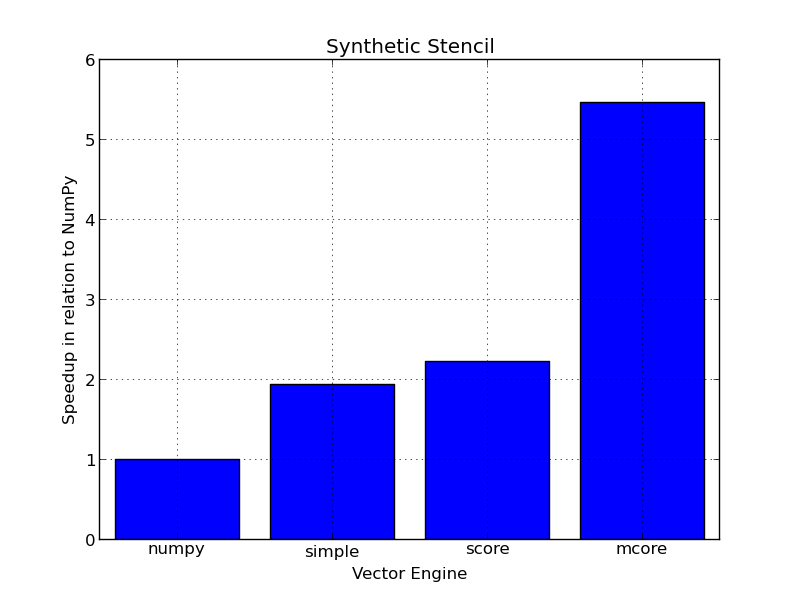 Synthetic Stencil
6
5
4
3
2
1
0
Speedup in relation to NumPy
numpy simple score mcore
Vector Engine